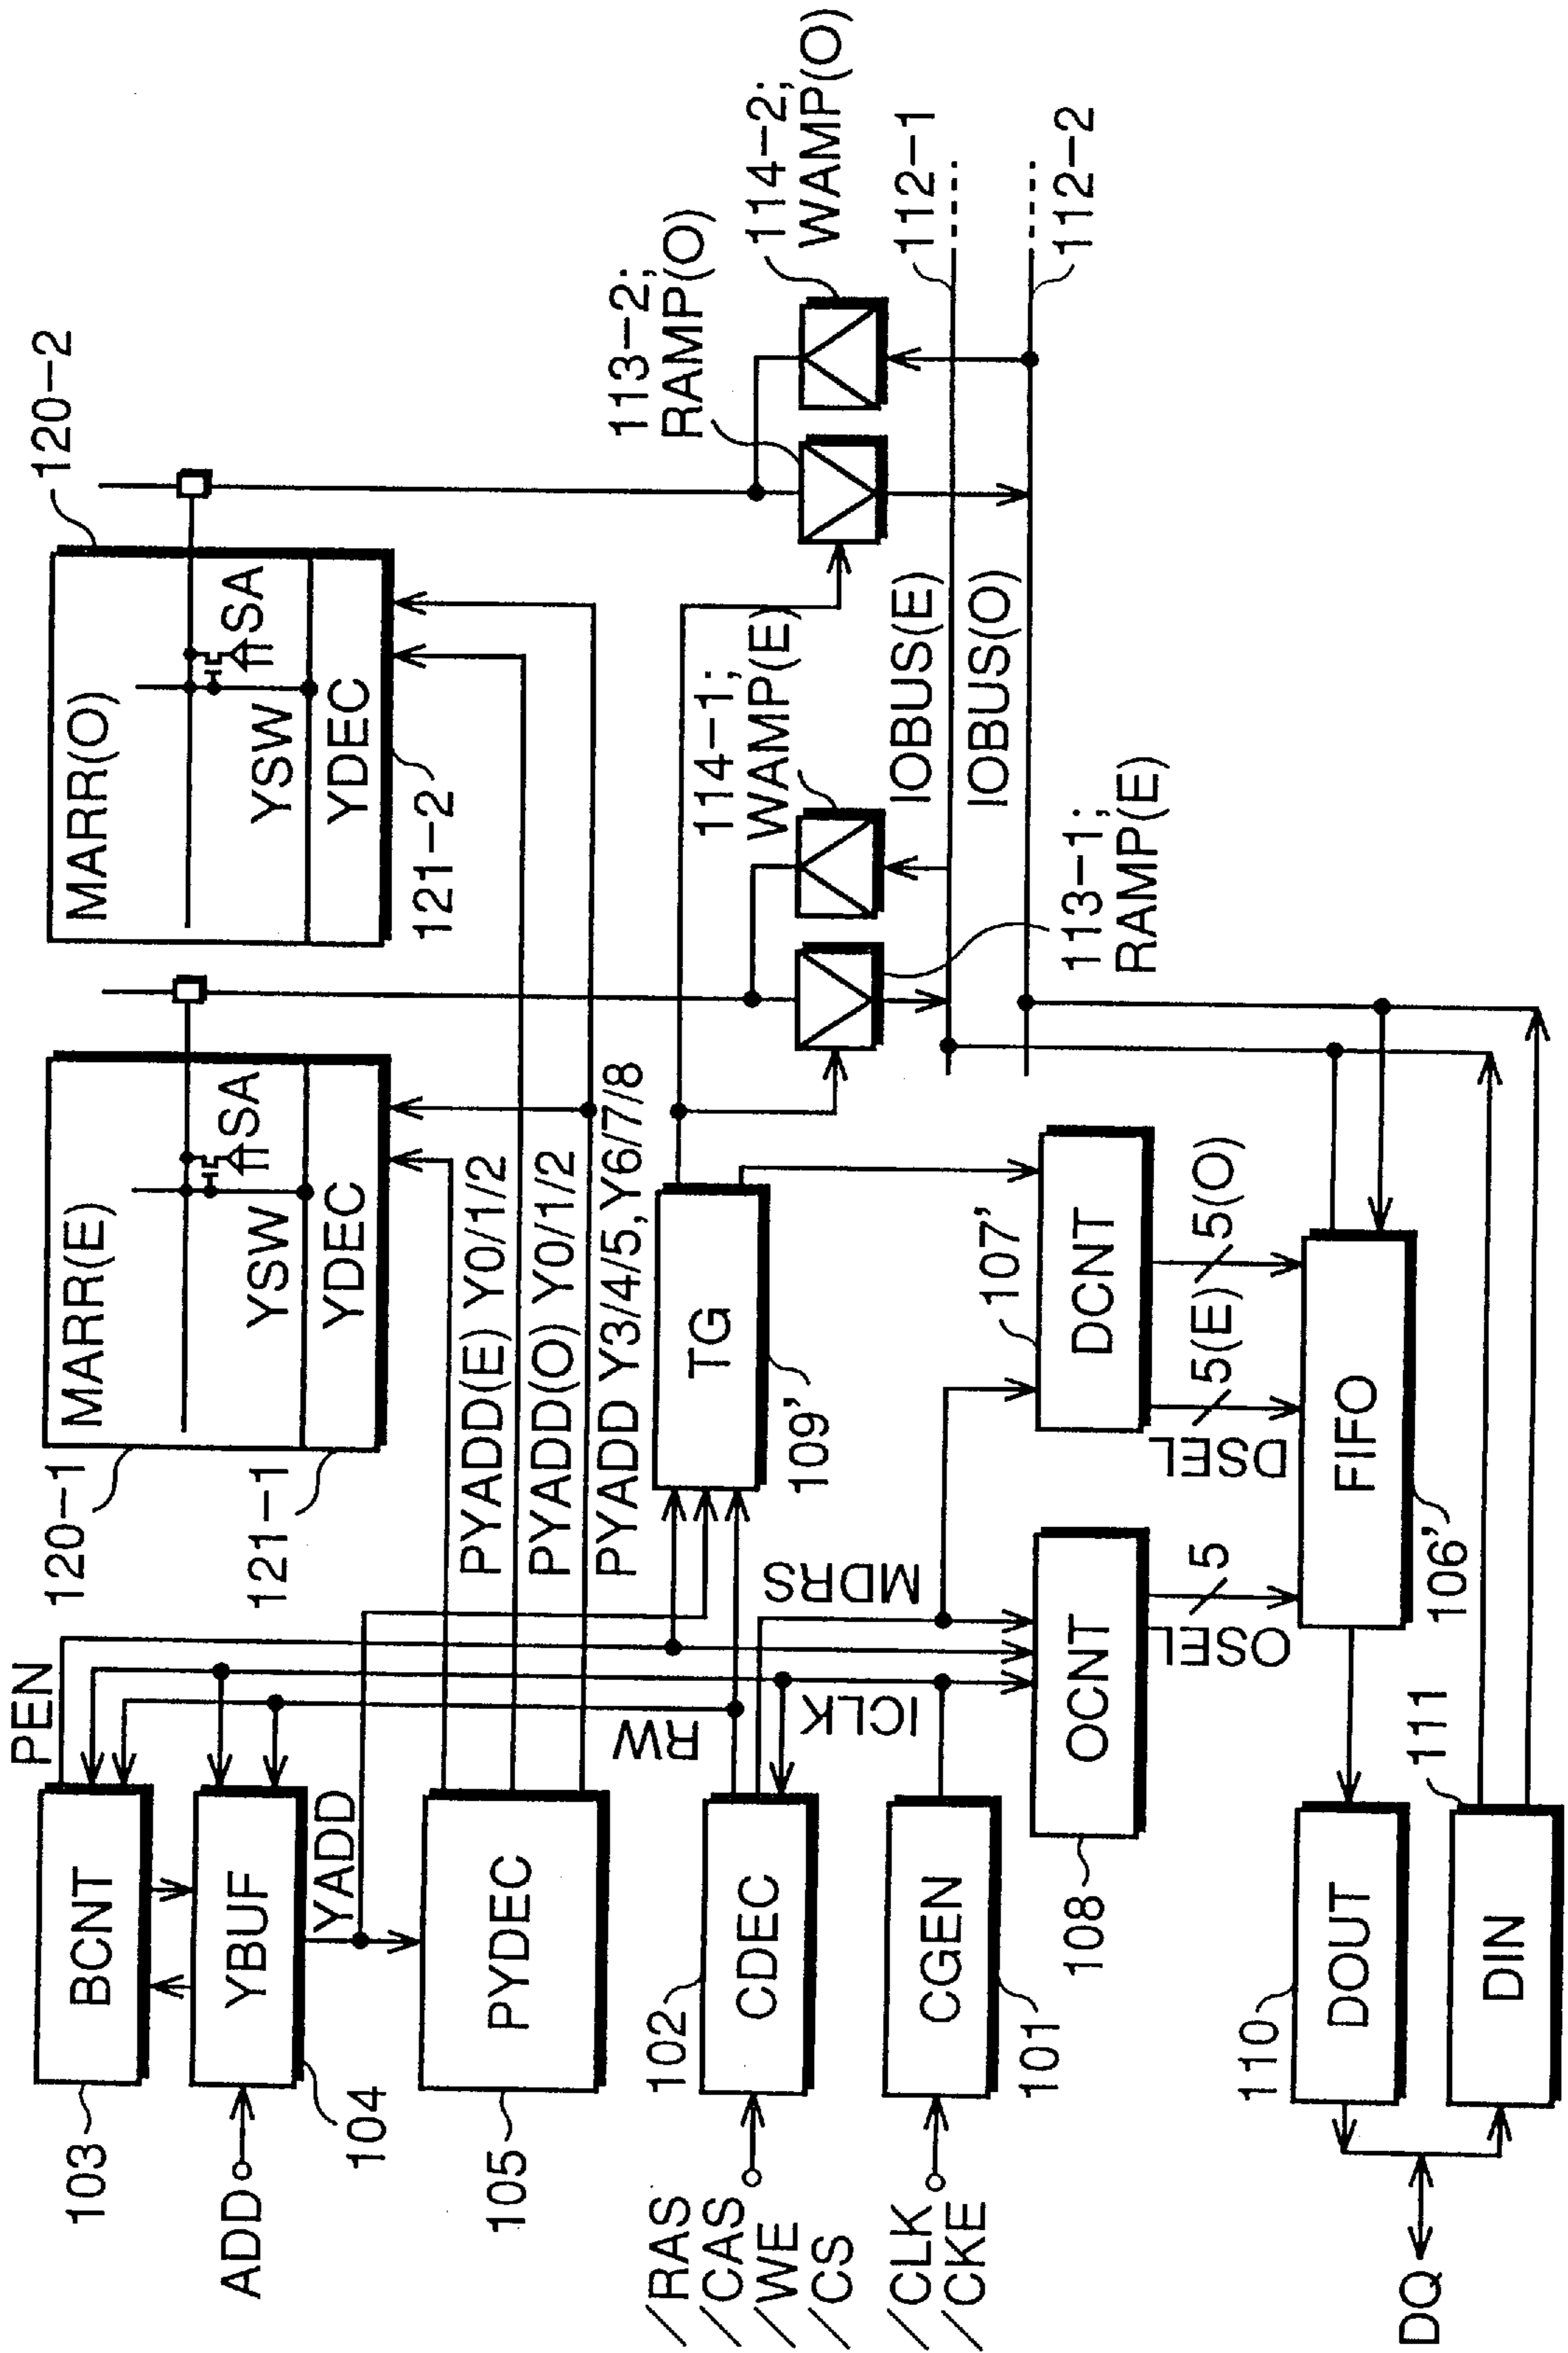 PEN
103
BCNT
ADD
104
YBUF
YADD
105
PYDEC
/RAS
/CAS
/WE
/CS
102
CDEC
RW
MDRS
/CLK
/CKE
101
CGEN
ICLK
120-1
MARR(E)
SA
YSW
YDEC
121-1
120-2
MARR(O)
SA
YSW
YDEC
121-2
PYADD(E) Y0/1/2
PYADD(O) Y0/1/2
PYADD Y3/4/5,Y6/7/8
TG
109'
113-2;
RAMP(O)
114-2;
WAMP(O)
114-1;
WAMP(E)
113-1;
RAMP(E)
IOBUS(E)
112-1
IOBUS(O)
112-2
108
OCNT
107'
DCNT
OSEL
5
DSEL
5(E)
5(O)
FIFO
106'
110
DOUT
111
DIN
DQ